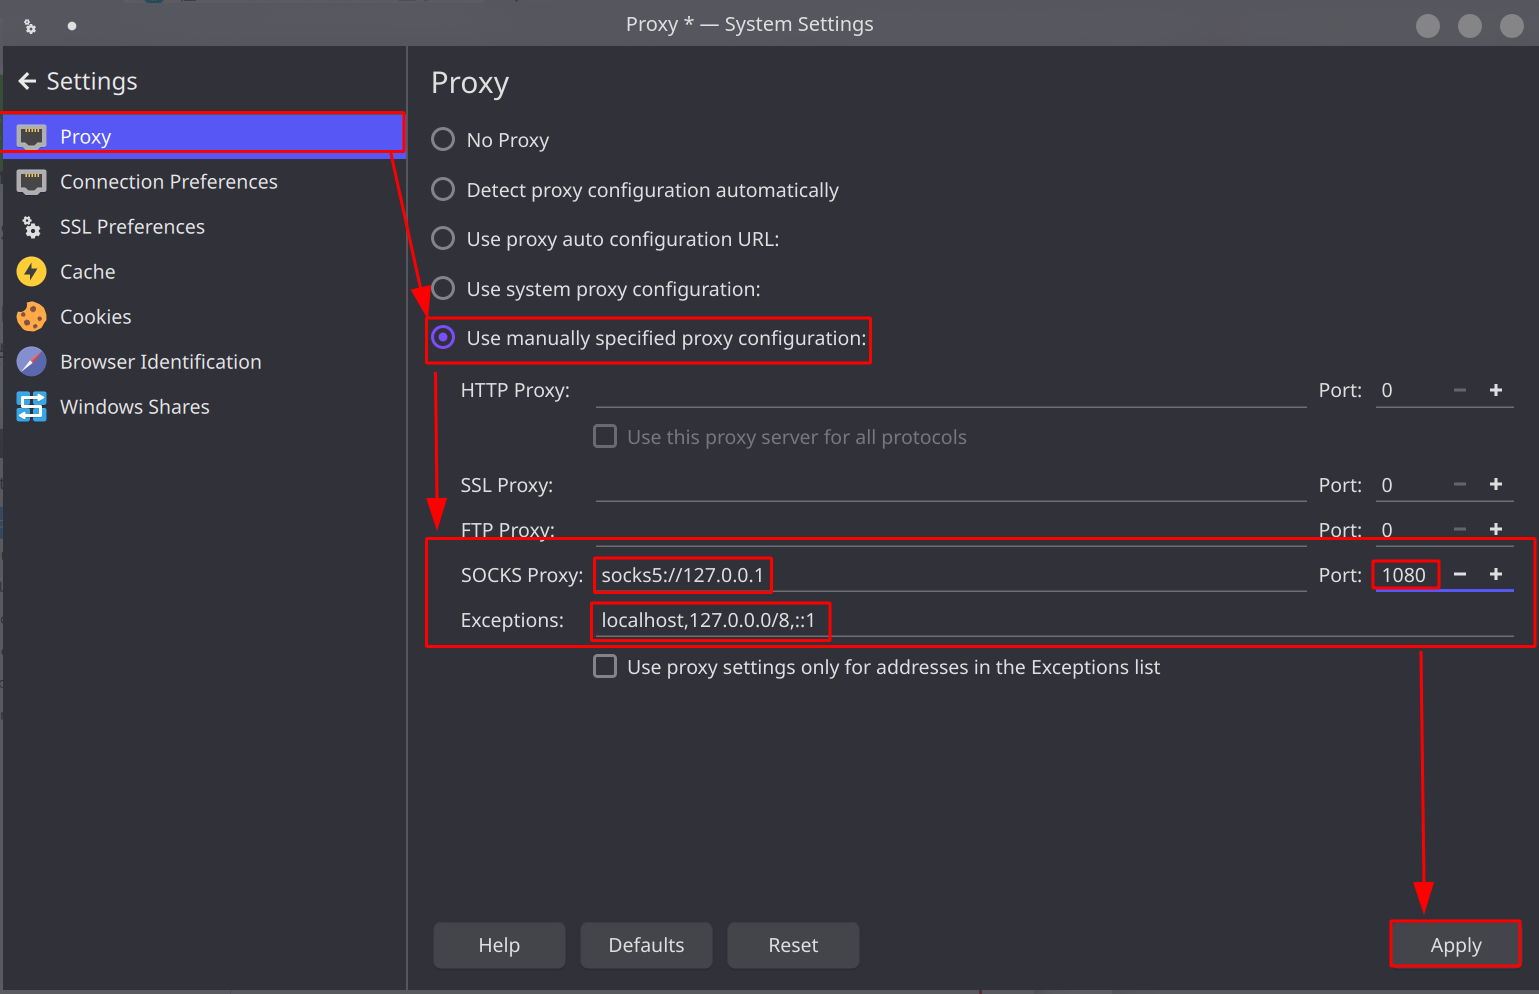 Proxy * — System Settings
Settings
Proxy
Connection Preferences
SSL Preferences
Cache
Cookies
Browser Identification
Windows Shares
Proxy
No Proxy
Detect proxy configuration automatically
Use proxy auto configuration URL:
Use system proxy configuration:
Use manually specified proxy configuration:
HTTP Proxy: Port: 0
Use this proxy server for all protocols
SSL Proxy: Port: 0
FTP Proxy: Port: 0
SOCKS Proxy: socks5://127.0.0.1 Port: 1080
Exceptions: localhost,127.0.0.0/8,::1
Use proxy settings only for addresses in the Exceptions list
Help Defaults Reset Apply